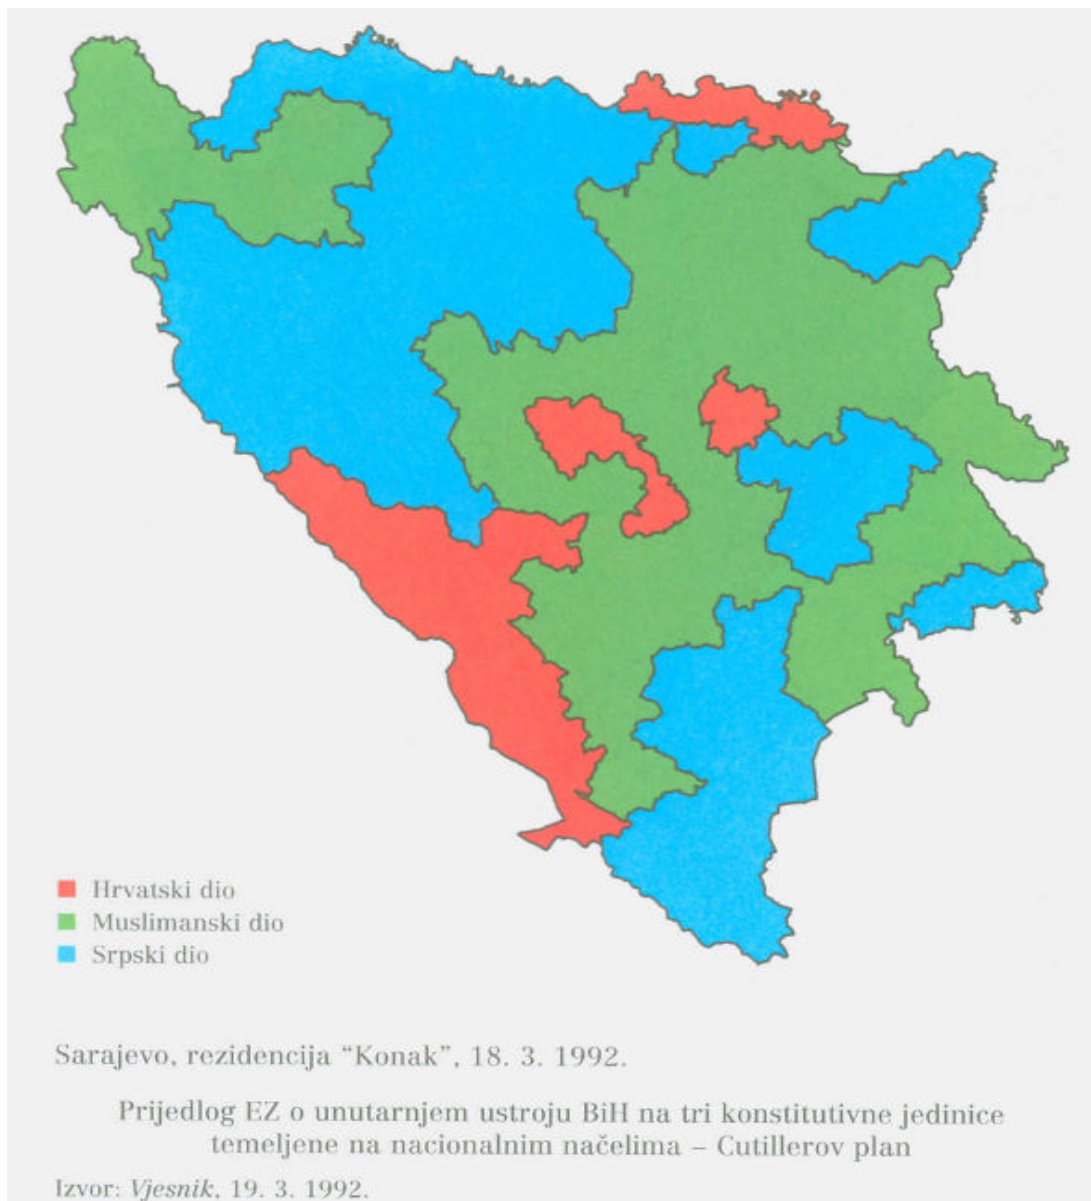 Hrvatski dio
Muslimanski dio
Srpski dio
Sarajevo, rezidencija “Konak”, 18. 3. 1992.
Prijedlog EZ o unutarnjem ustroju BiH na tri konstitutivne jedinice
temeljene na nacionalnim načelima – Cutillerov plan
Izvor: Vjesnik, 19. 3. 1992.